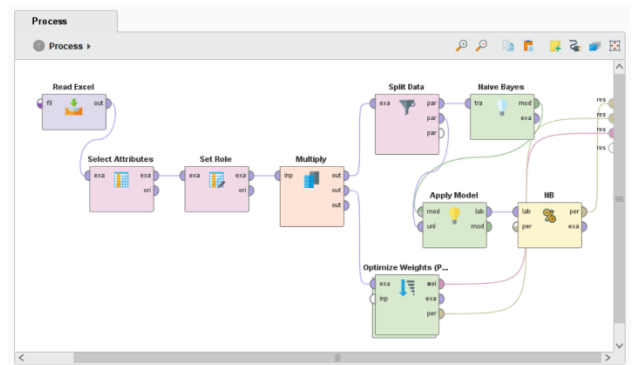 Process
Process
Read Excel
fil
out
Select Attributes
exa
exa
ori
Set Role
exa
exa
ori
Multiply
inp
out
out
out
Split Data
exa
par
par
par
Naive Bayes
tra
mod
exa
Apply Model
mod
lab
unl
mod
NB
lab
per
per
exa
Optimize Weights (P...
exa
wei
inp
exa
per
res
res
res
res